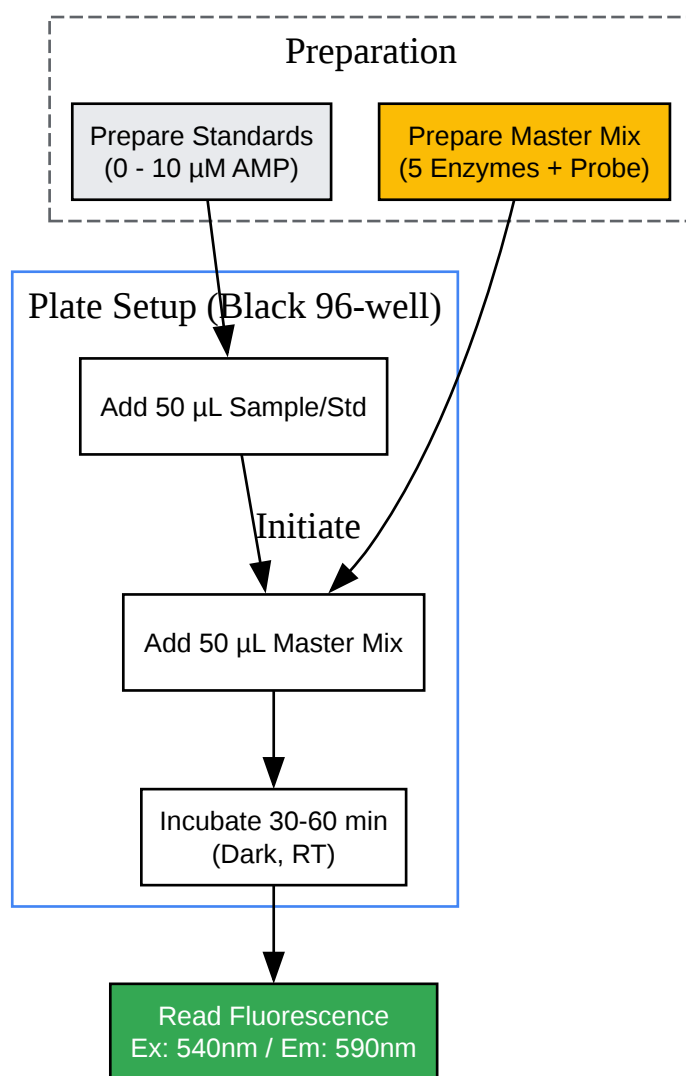 Preparation
Prepare Standards
(0 - 10 µM AMP)
Prepare Master Mix
(5 Enzymes + Probe)
Plate Setup (Black 96-well)
Add 50 µL Sample/Std
Initiate
Add 50 µL Master Mix
Incubate 30-60 min
(Dark, RT)
Read Fluorescence
Ex: 540nm / Em: 590nm